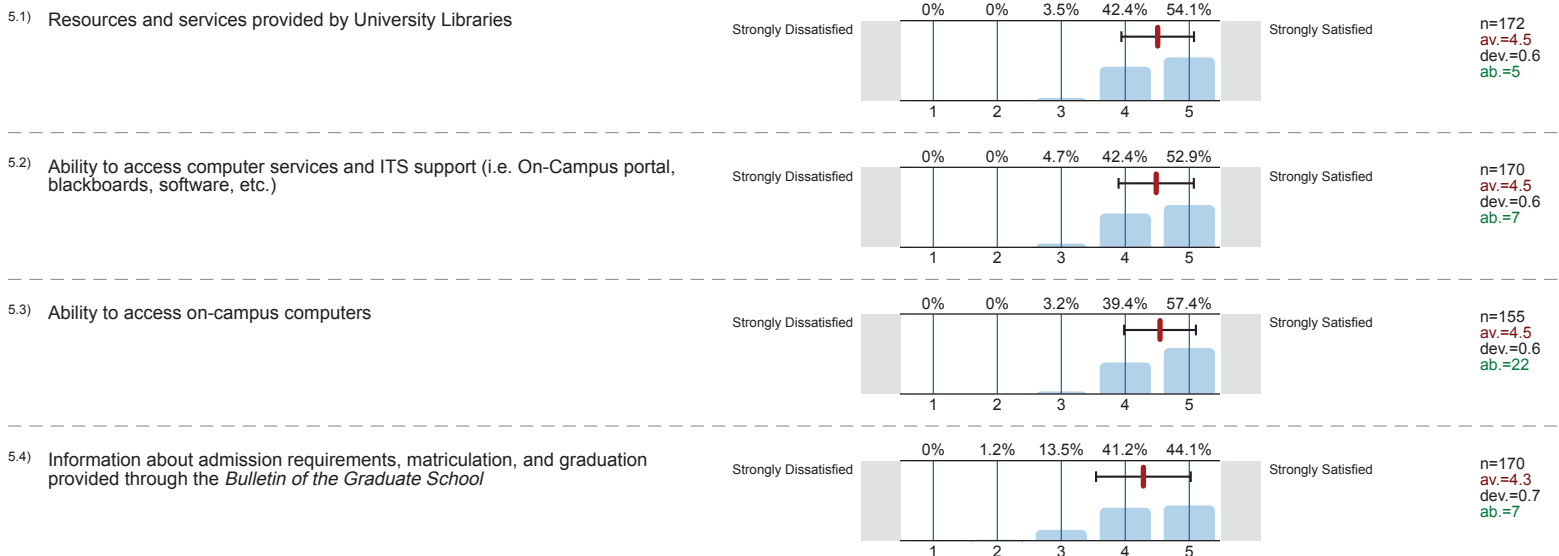 5.1) Resources and services provided by University Libraries
0% 0% 3.5% 42.4% 54.1%
Strongly Dissatisfied
Strongly Satisfied
n=172
av.=4.5
dev.=0.6
ab.=5
1 2 3 4 5
5.2) Ability to access computer services and ITS support (i.e. On-Campus portal,
blackboards, software, etc.)
0% 0% 4.7% 42.4% 52.9%
Strongly Dissatisfied
Strongly Satisfied
n=170
av.=4.5
dev.=0.6
ab.=7
1 2 3 4 5
5.3) Ability to access on-campus computers
0% 0% 3.2% 39.4% 57.4%
Strongly Dissatisfied
Strongly Satisfied
n=155
av.=4.5
dev.=0.6
ab.=22
1 2 3 4 5
5.4) Information about admission requirements, matriculation, and graduation
provided through the Bulletin of the Graduate School
0% 1.2% 13.5% 41.2% 44.1%
Strongly Dissatisfied
Strongly Satisfied
n=170
av.=4.3
dev.=0.7
ab.=7
1 2 3 4 5